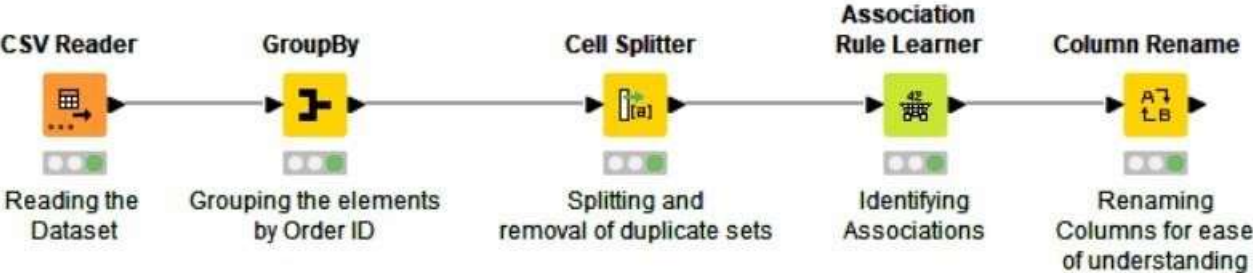 CSV Reader
GroupBy
Cell Splitter
Association
Rule Learner
Column Rename
[a]
42
A
B
Reading the
Dataset
Grouping the elements
by Order ID
Splitting and
removal of duplicate sets
Identifying
Associations
Renaming
Columns for ease
of understanding